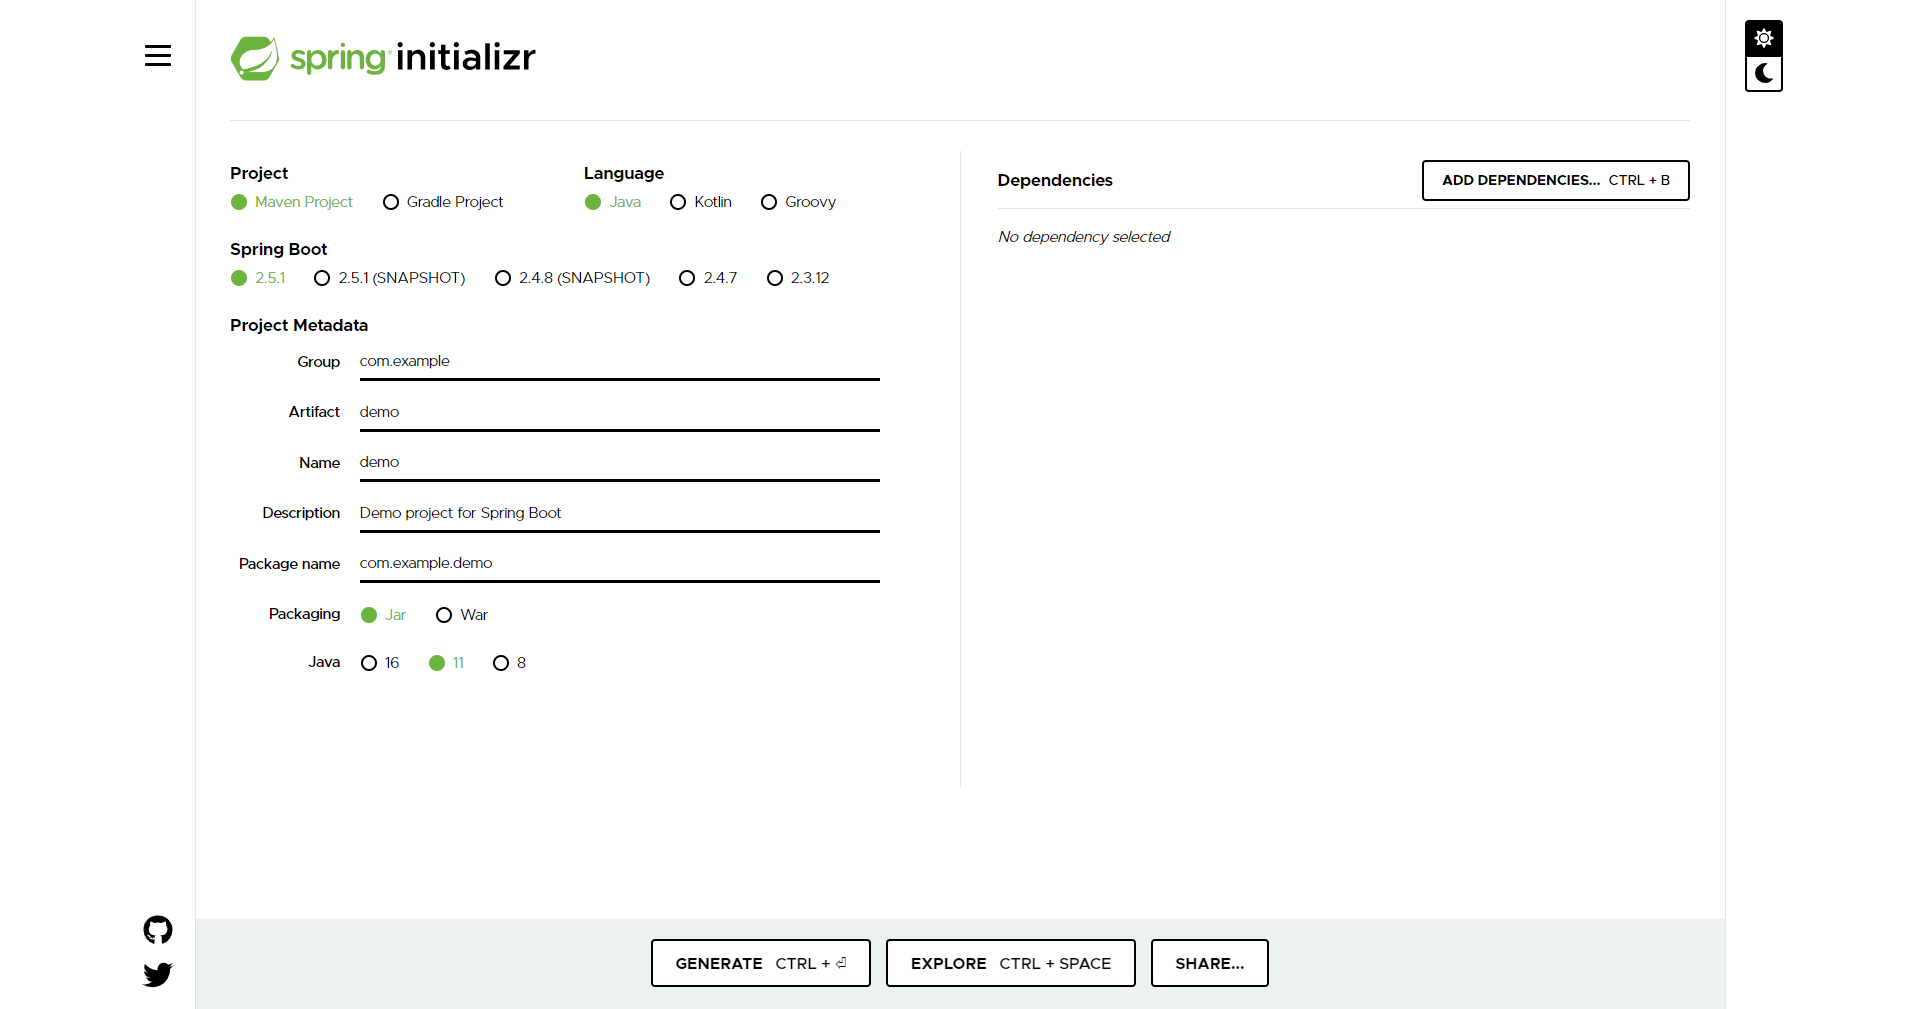 spring initializr
Project
Maven Project Gradle Project
Language
Java Kotlin Groovy
Spring Boot
2.5.1 2.5.1 (SNAPSHOT) 2.4.8 (SNAPSHOT) 2.4.7 2.3.12
Project Metadata
Group com.example
Artifact demo
Name demo
Description Demo project for Spring Boot
Package name com.example.demo
Packaging Jar War
Java 16 11 8
Dependencies
ADD DEPENDENCIES... CTRL + B
No dependency selected
GENERATE CTRL + ⏎
EXPLORE CTRL + SPACE
SHARE...